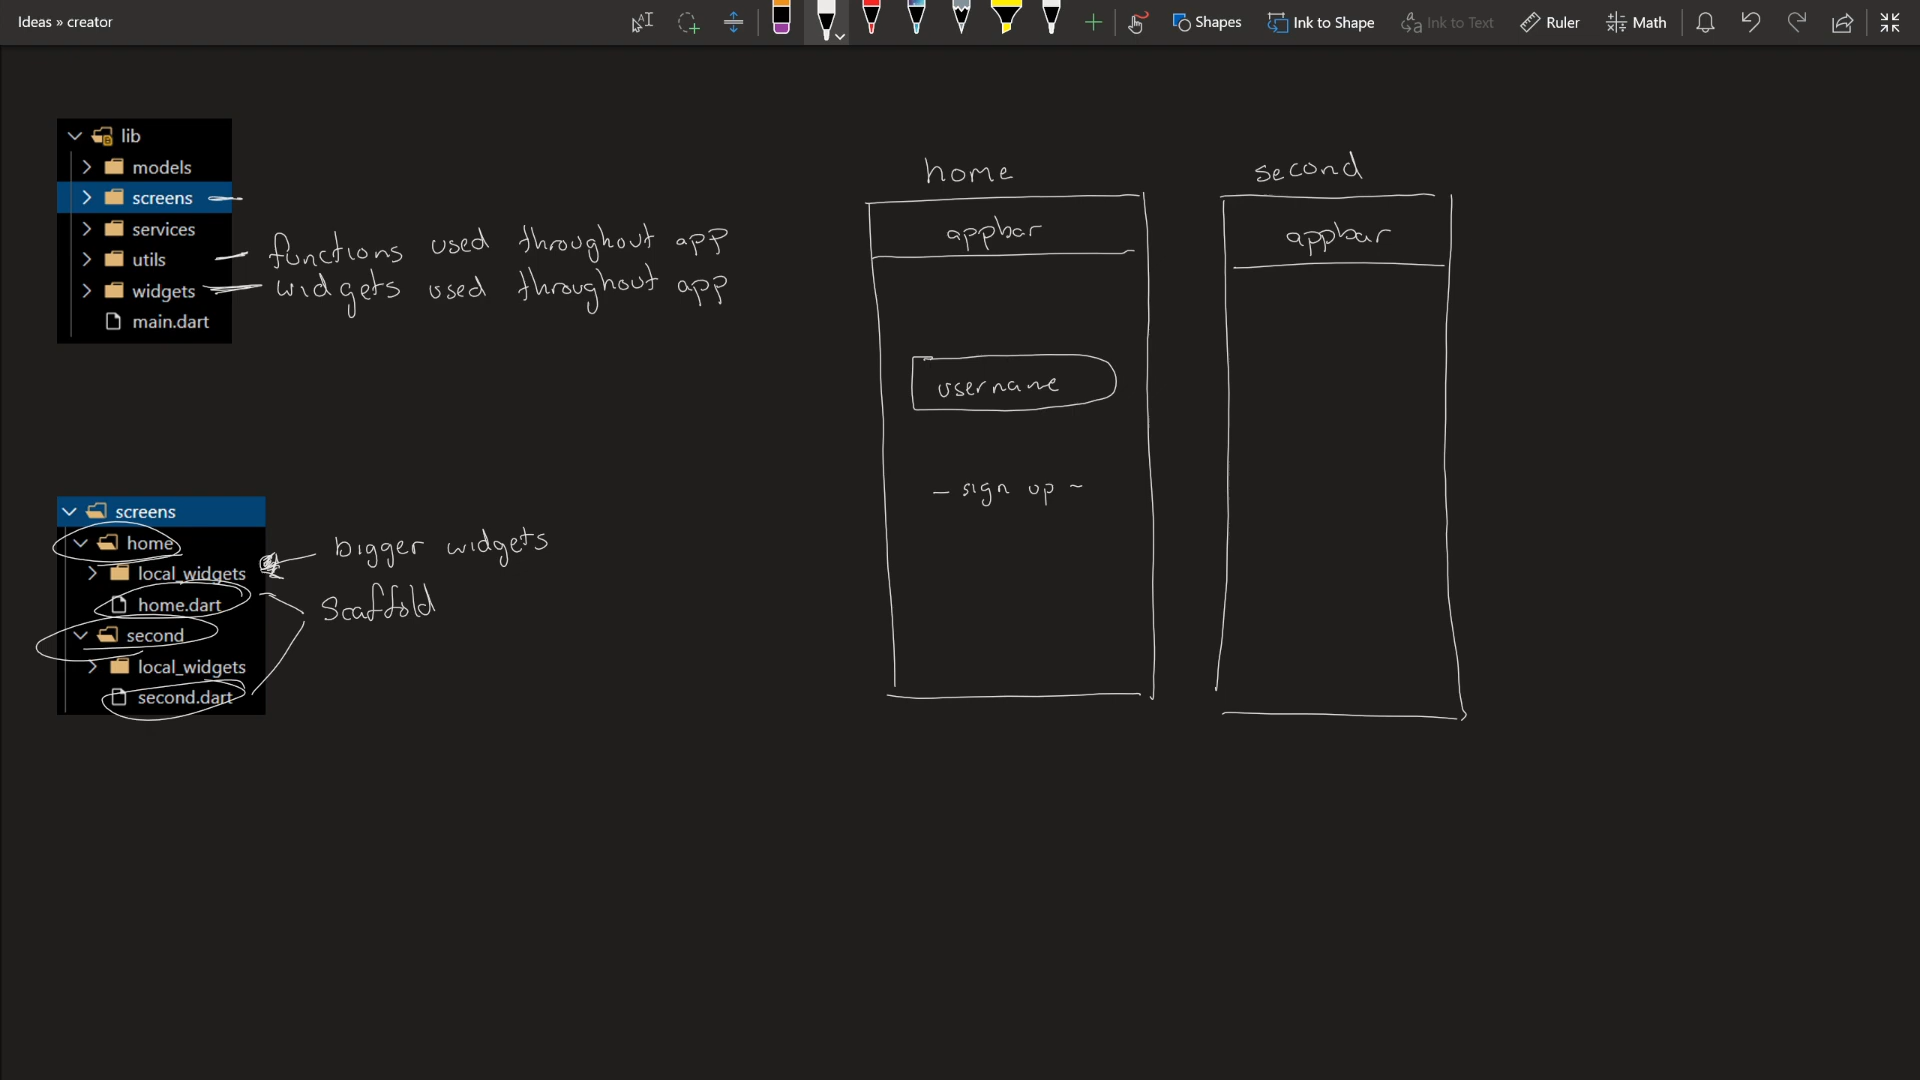 Ideas » creator
Shapes
Ink to Shape
Ink to Text
Ruler
Math
lib
models
screens
services
utils
widgets
main.dart
functions used throughout app
widgets used throughout app
screens
home
local_widgets
home.dart
second
local_widgets
second.dart
bigger widgets
Scaffold
home
appbar
username
- sign up ~
second
appbar